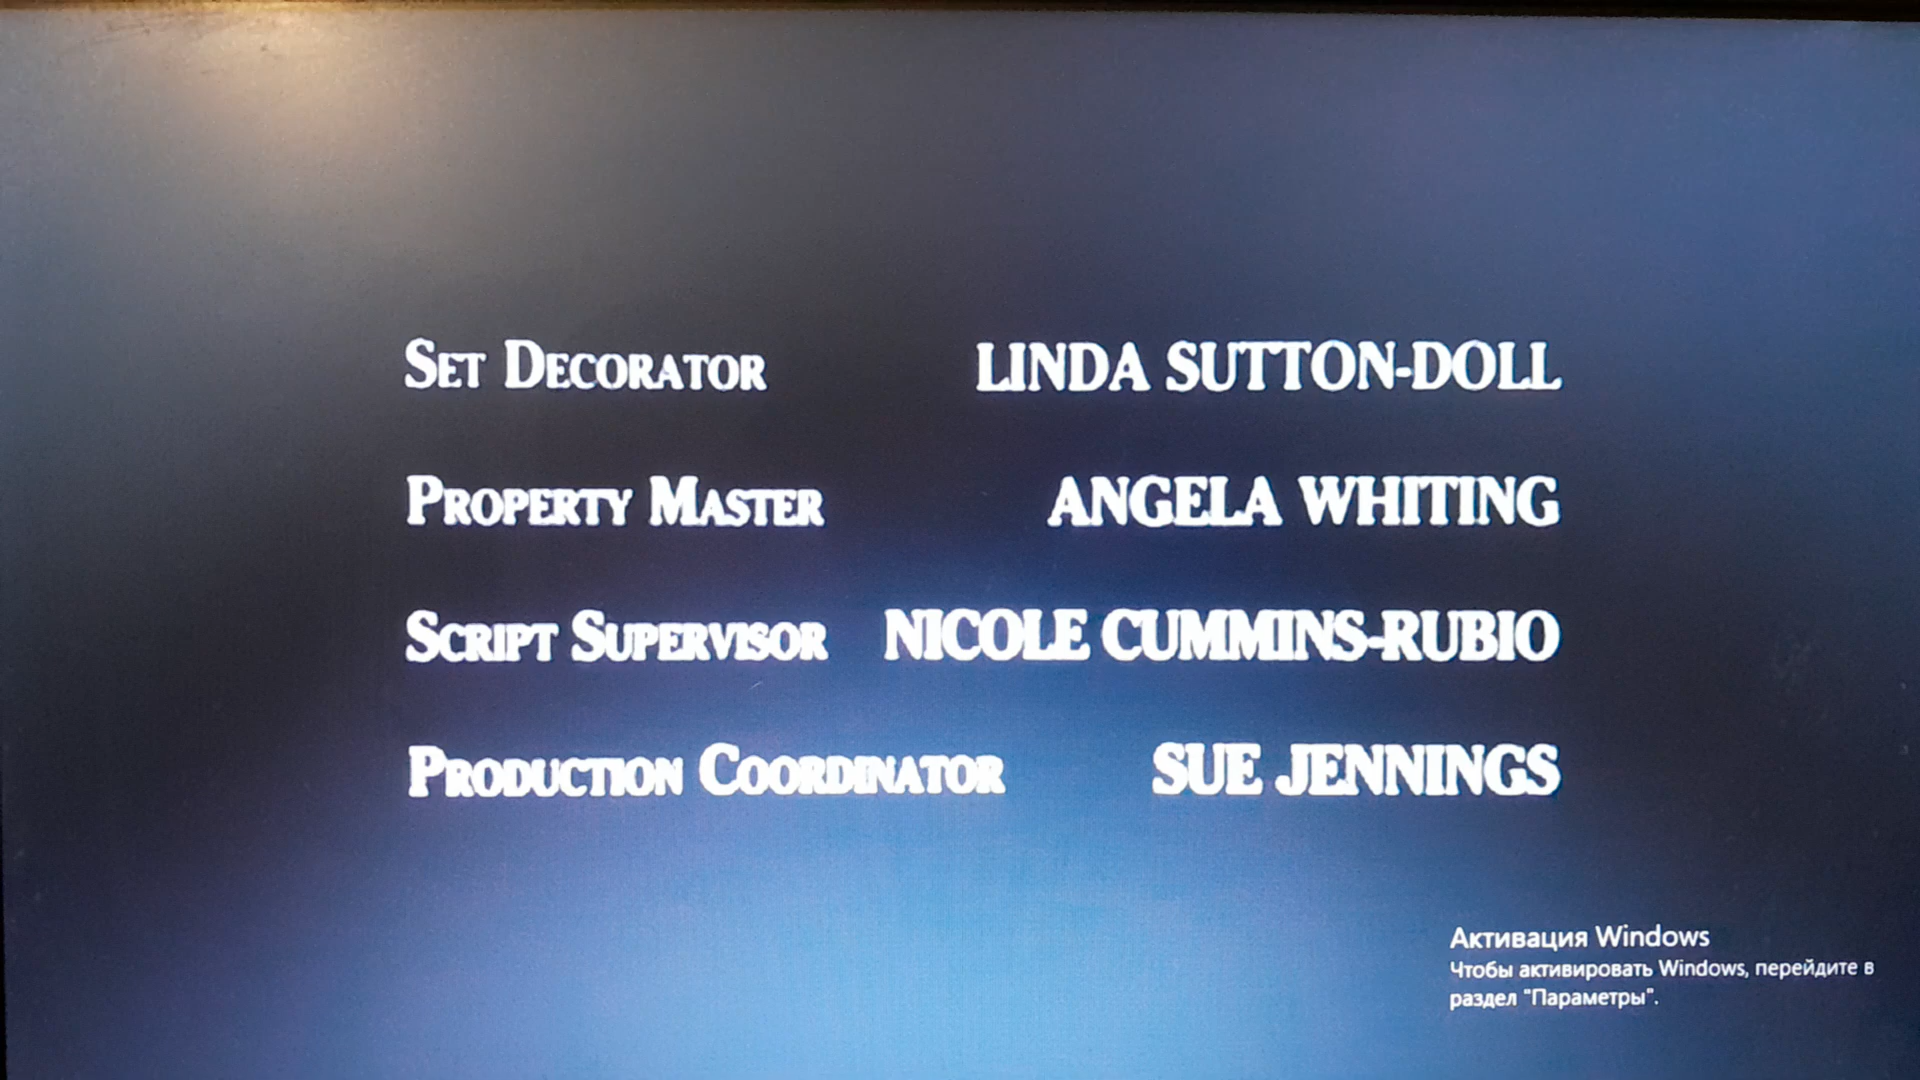 SET DECORATOR LINDA SUTTON-DOLL
PROPERTY MASTER ANGELA WHITING
SCRIPT SUPERVISOR NICOLE CUMMINS-RUBIO
PRODUCTION COORDINATOR SUE JENNINGS
Активация Windows
Чтобы активировать Windows, перейдите в
раздел "Параметры".